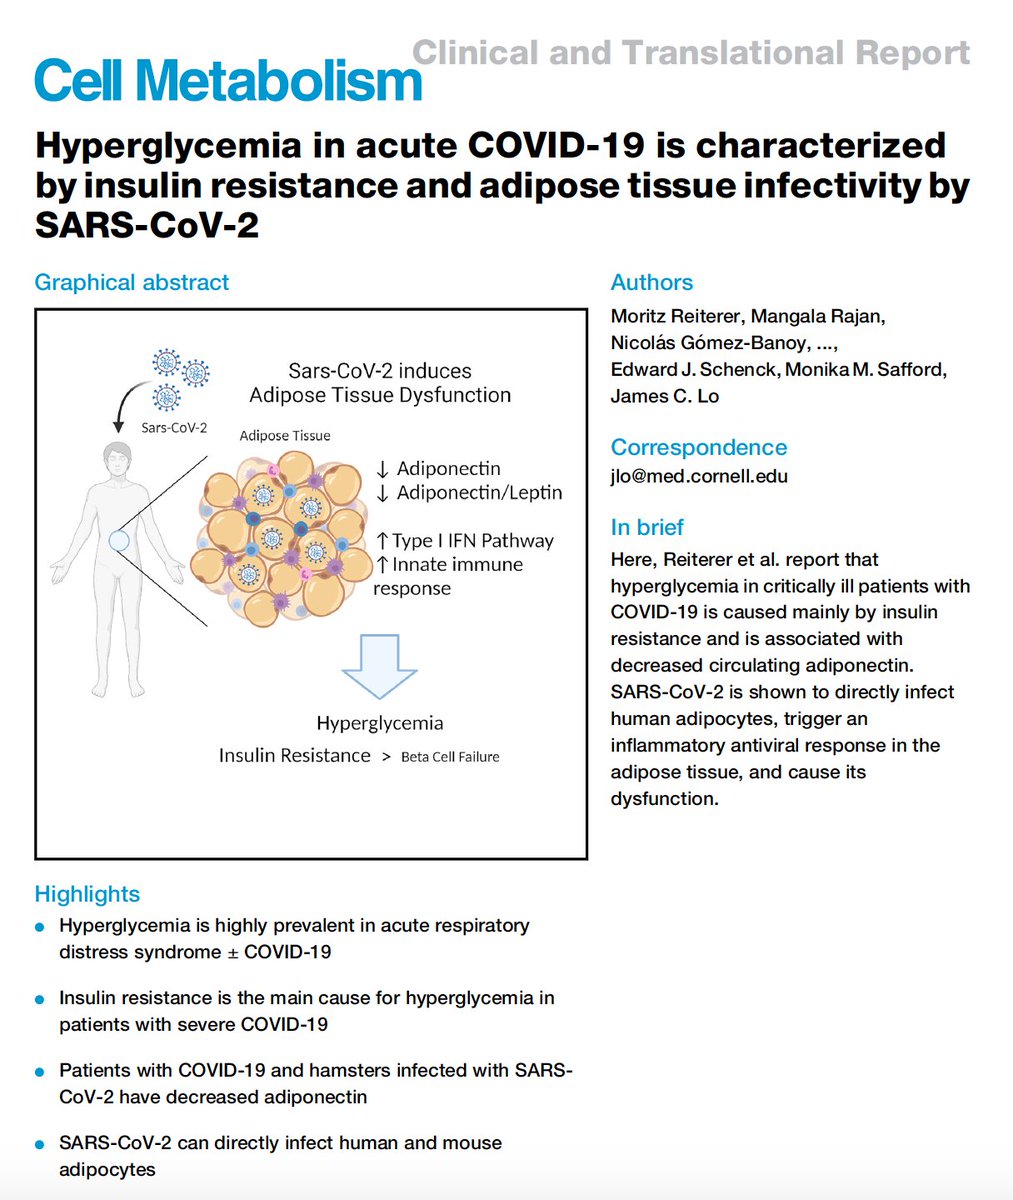 Clinical and Translational Report
Cell Metabolism
Hyperglycemia in acute COVID-19 is characterized
by insulin resistance and adipose tissue infectivity by
SARS-CoV-2
Graphical abstract
Sars-CoV-2 induces
Adipose Tissue Dysfunction
Sars-CoV-2
Adipose Tissue
↓ Adiponectin
↓ Adiponectin/Leptin
↑ Type I IFN Pathway
↑ Innate immune
response
Hyperglycemia
Insulin Resistance > Beta Cell Failure
Authors
Moritz Reiterer, Mangala Rajan,
Nicolás Gómez-Banoy, ...,
Edward J. Schenck, Monika M. Safford,
James C. Lo
Correspondence
jlo@med.cornell.edu
In brief
Here, Reiterer et al. report that
hyperglycemia in critically ill patients with
COVID-19 is caused mainly by insulin
resistance and is associated with
decreased circulating adiponectin.
SARS-CoV-2 is shown to directly infect
human adipocytes, trigger an
inflammatory antiviral response in the
adipose tissue, and cause its
dysfunction.
Highlights
● Hyperglycemia is highly prevalent in acute respiratory
distress syndrome ± COVID-19
● Insulin resistance is the main cause for hyperglycemia in
patients with severe COVID-19
● Patients with COVID-19 and hamsters infected with SARS-
CoV-2 have decreased adiponectin
● SARS-CoV-2 can directly infect human and mouse
adipocytes